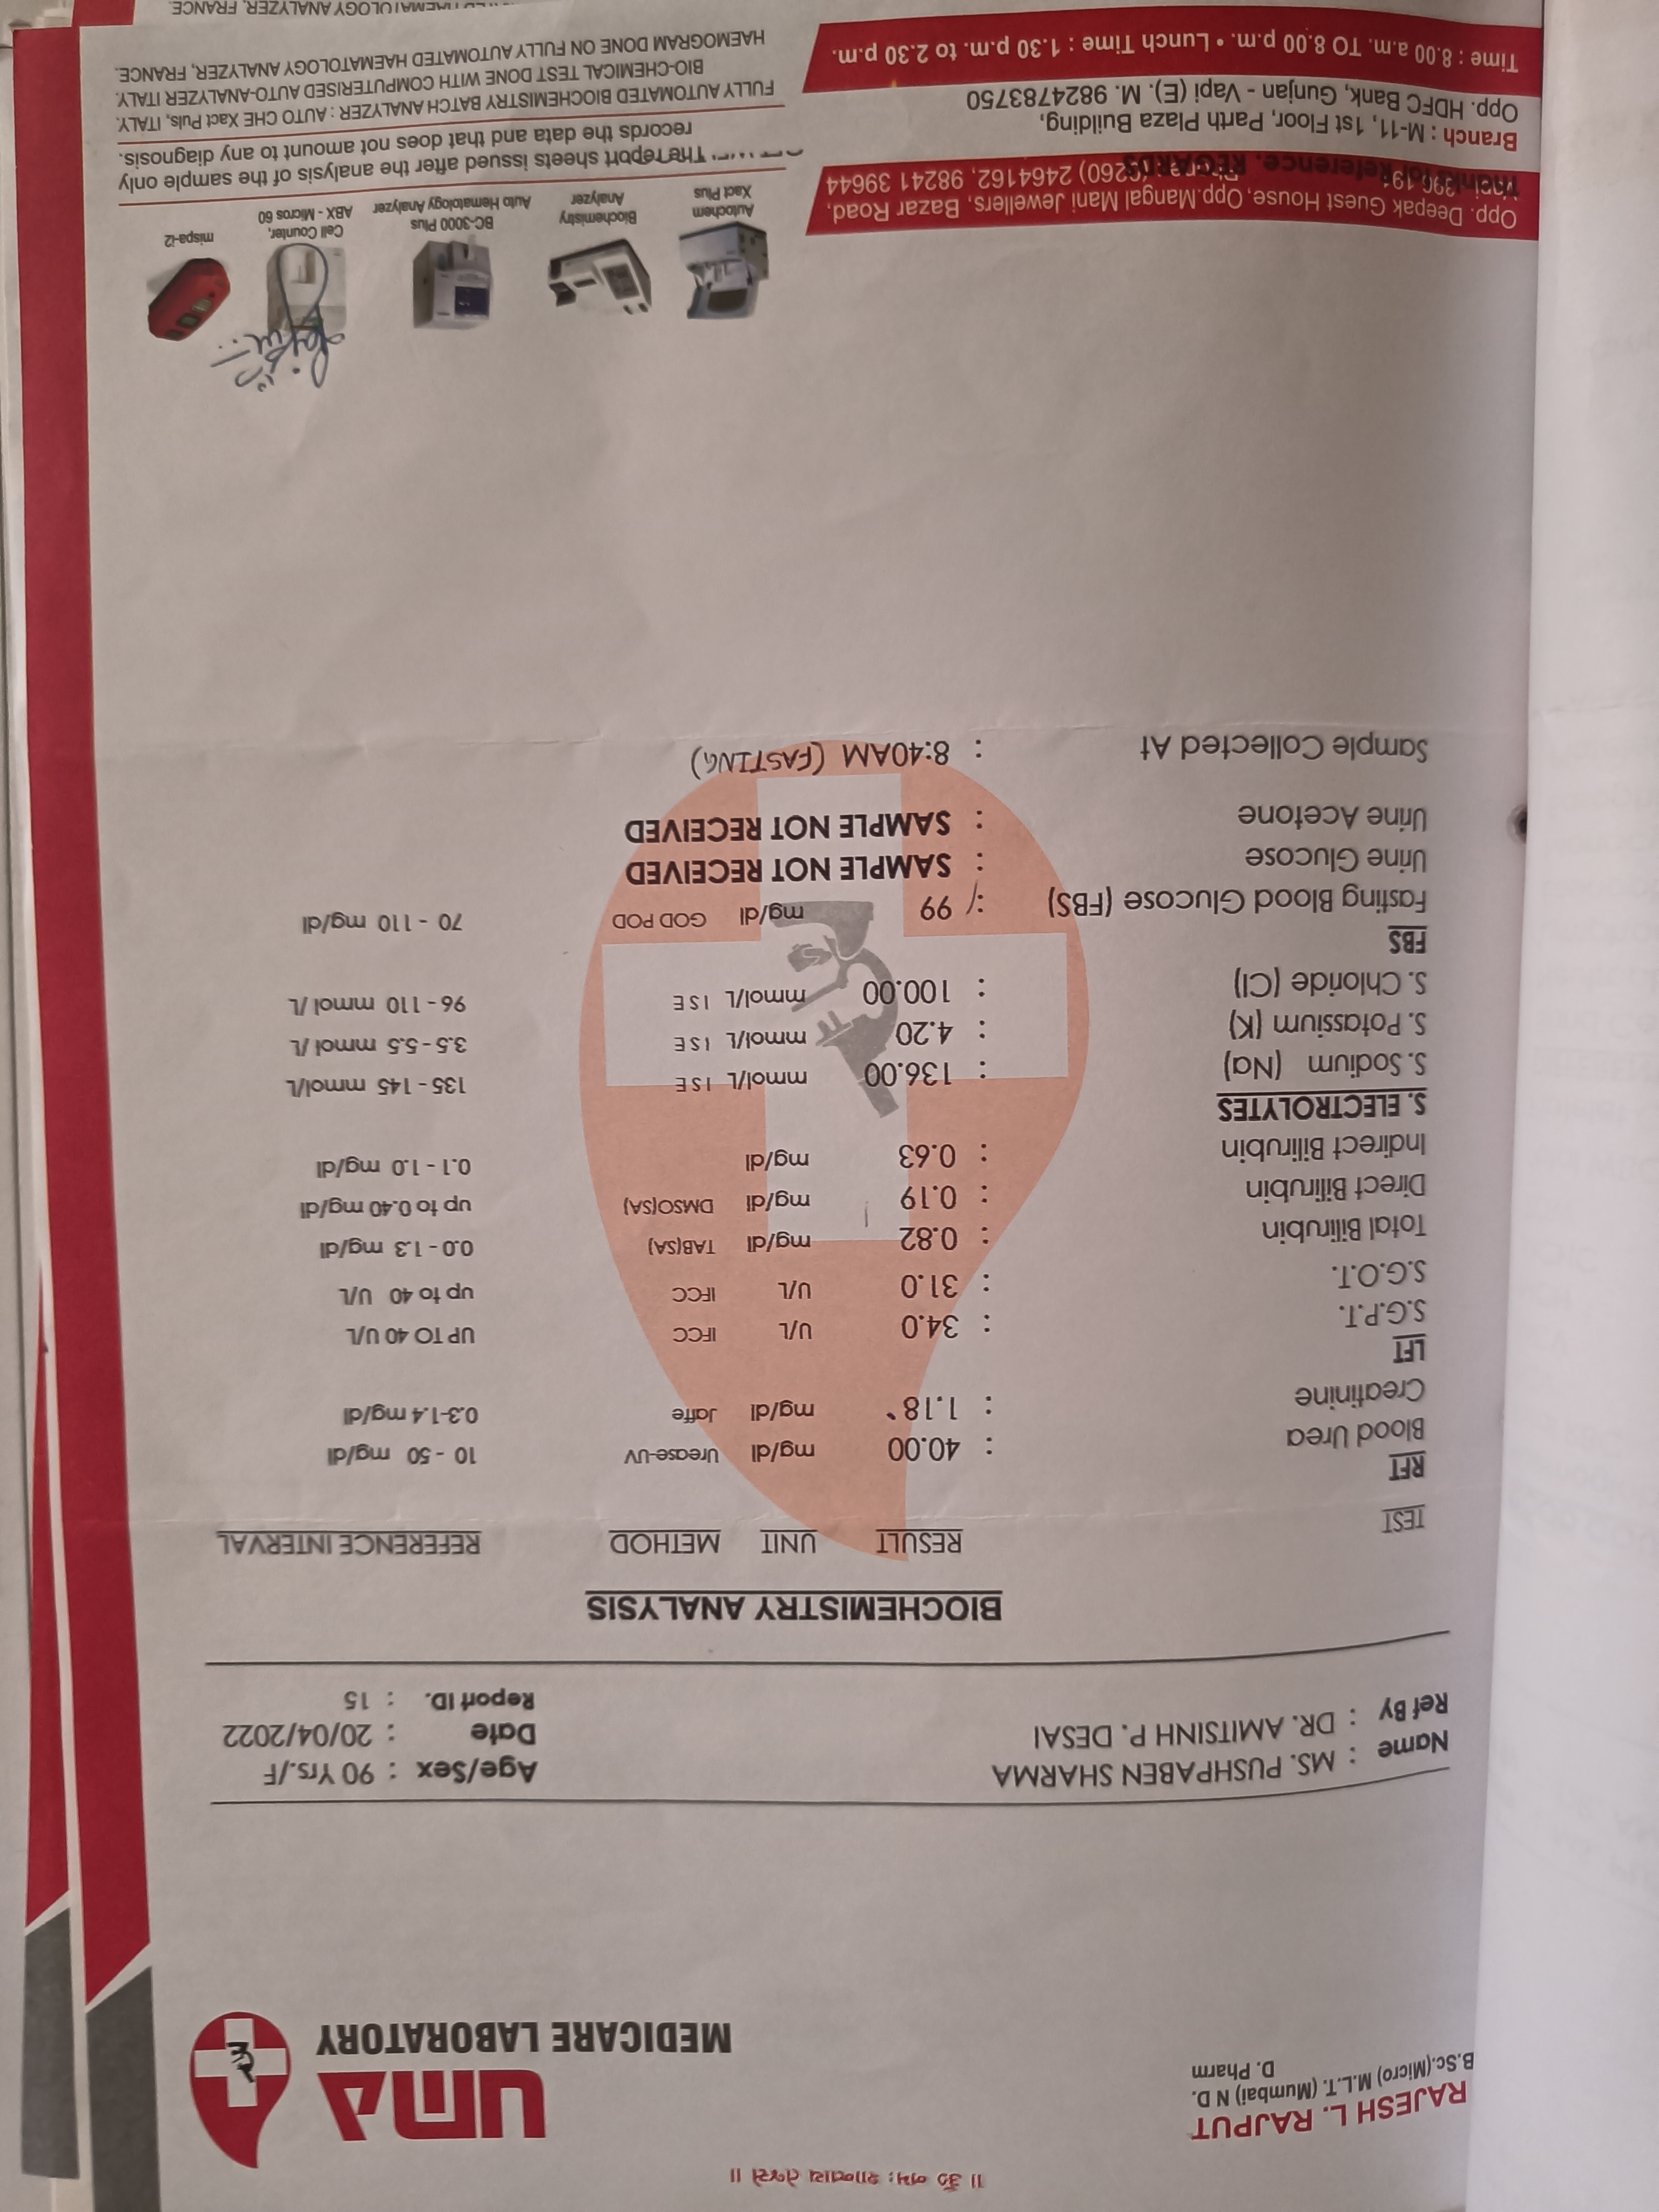 ॥ ૐ નમઃ શાન્તાય તેજસે ॥
RAJESH L. RAJPUT
B.Sc.(Micro) M.L.T. (Mumbai) N D.
D. Pharm
UMA
MEDICARE LABORATORY
Name : MS. PUSHPABEN SHARMA Age/Sex : 90 Yrs./F
Ref By : DR. AMITSINH P. DESAI Date : 20/04/2022
Report ID. : 15
BIOCHEMISTRY ANALYSIS
TEST RESULT UNIT METHOD REFERENCE INTERVAL
RFT
Blood Urea : 40.00 mg/dl Urease-UV 10 - 50 mg/dl
Creatinine : 1.18 mg/dl Jaffe 0.3-1.4 mg/dl
LFT
S.G.P.T. : 34.0 U/L IFCC UP TO 40 U/L
S.G.O.T. : 31.0 U/L IFCC up to 40 U/L
Total Bilirubin : 0.82 mg/dl TAB(SA) 0.0 - 1.3 mg/dl
Direct Bilirubin : 0.19 mg/dl DMSO(SA) up to 0.40 mg/dl
Indirect Bilirubin : 0.63 mg/dl 0.1 - 1.0 mg/dl
S. ELECTROLYTES
S. Sodium (Na) : 136.00 mmol/L I S E 135 - 145 mmol/L
S. Potassium (K) : 4.20 mmol/L I S E 3.5 - 5.5 mmol /L
S. Chloride (Cl) : 100.00 mmol/L I S E 96 - 110 mmol /L
FBS
Fasting Blood Glucose (FBS) : 99 mg/dl GOD POD 70 - 110 mg/dl
Urine Glucose : SAMPLE NOT RECEIVED
Urine Acetone : SAMPLE NOT RECEIVED
Sample Collected At : 8:40AM (FASTING)
Autochem
Xact Plus
Biochemistry
Analyzer
BC-3000 Plus
Auto Hematology Analyzer
Cell Counter,
ABX - Micros 60
mispa-i2
Opp. Deepak Guest House, Opp.Mangal Mani Jewellers, Bazar Road,
Vapi - 396 191 (0260) 2464162, 98241 39644
Thanks for Reference. REGARDS
Branch : M-11, 1st Floor, Parth Plaza Building,
Opp. HDFC Bank, Gunjan - Vapi (E). M. 9824783750
Time : 8.00 a.m. TO 8.00 p.m. • Lunch Time : 1.30 p.m. to 2.30 p.m.
The report sheets issued after the analysis of the sample only
records the data and that does not amount to any diagnosis.
FULLY AUTOMATED BIOCHEMISTRY BATCH ANALYZER : AUTO CHE Xact Puls, ITALY.
BIO-CHEMICAL TEST DONE WITH COMPUTERISED AUTO-ANALYZER ITALY.
HAEMOGRAM DONE ON FULLY AUTOMATED HAEMATOLOGY ANALYZER, FRANCE.
HAEMATOLOGY ANALYZER, FRANCE.